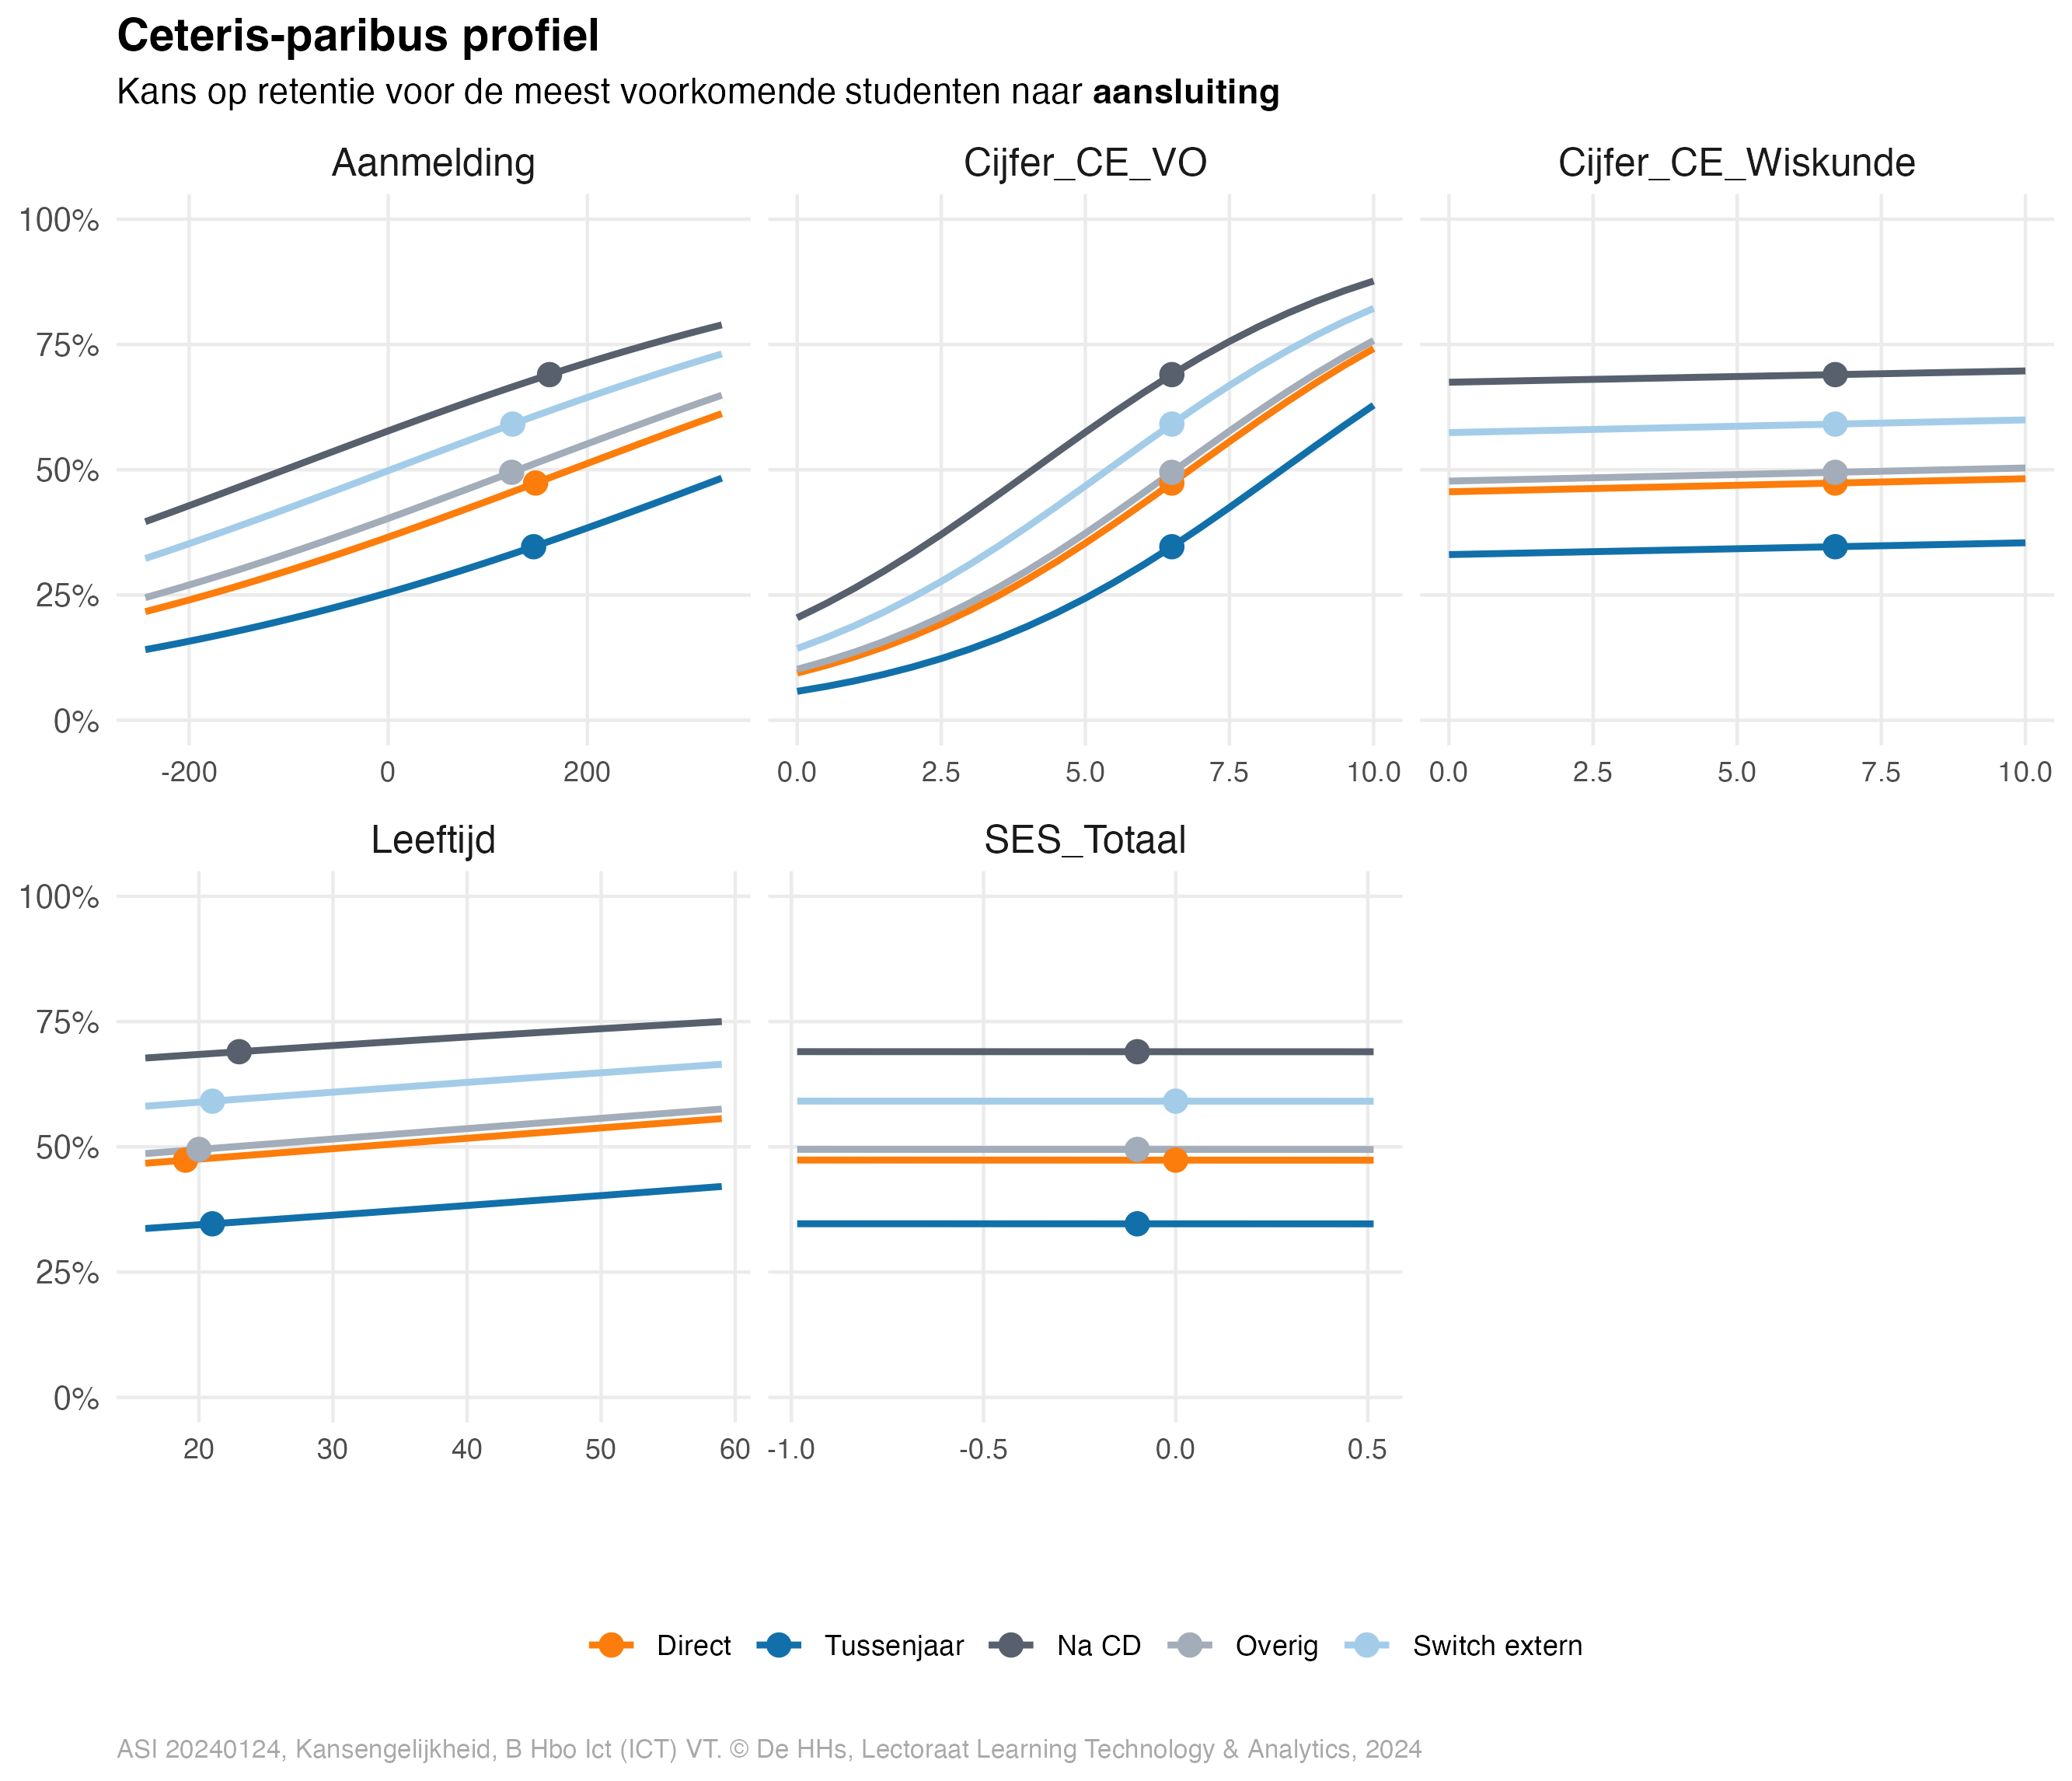 Ceteris-paribus profiel
Kans op retentie voor de meest voorkomende studenten naar aansluiting
Aanmelding Cijfer_CE_VO Cijfer_CE_Wiskunde
100%
75%
50%
25%
0%
-200 0 200 0.0 2.5 5.0 7.5 10.0 0.0 2.5 5.0 7.5 10.0
Leeftijd SES_Totaal
100%
75%
50%
25%
0%
20 30 40 50 60 -1.0 -0.5 0.0 0.5
Direct Tussenjaar Na CD Overig Switch extern
ASI 20240124, Kansengelijkheid, B Hbo Ict (ICT) VT. © De HHs, Lectoraat Learning Technology & Analytics, 2024